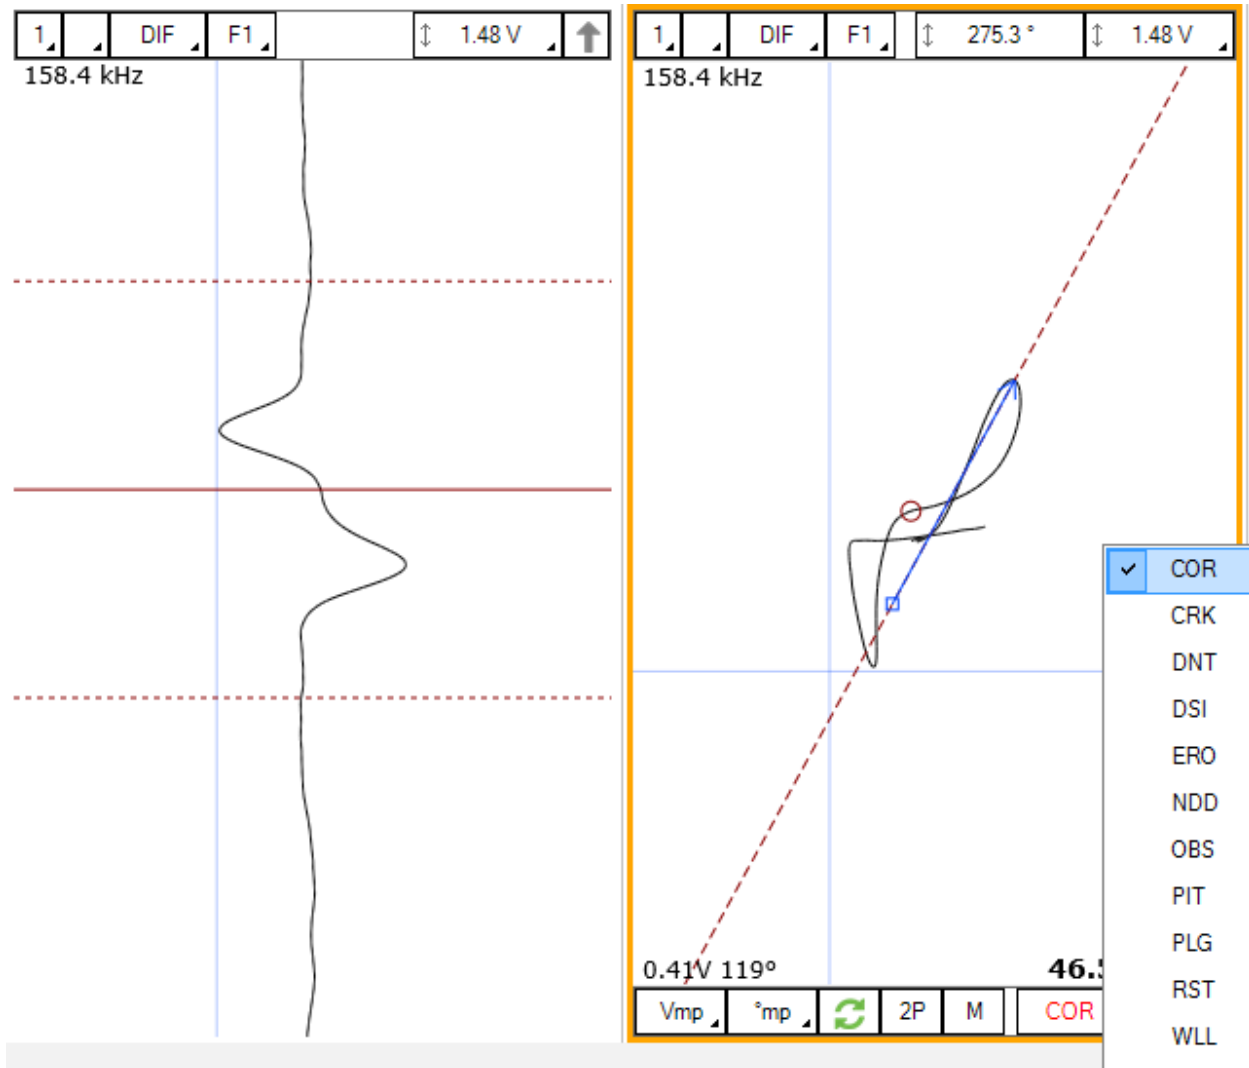 1 DIF F1 ↕ 1.48 V
158.4 kHz
1 DIF F1 ↕ 275.3 ° ↕ 1.48 V
158.4 kHz
COR
CRK
DNT
DSI
ERO
NDD
OBS
PIT
PLG
RST
WLL
0.41V 119º
Vmp °mp 2P M COR